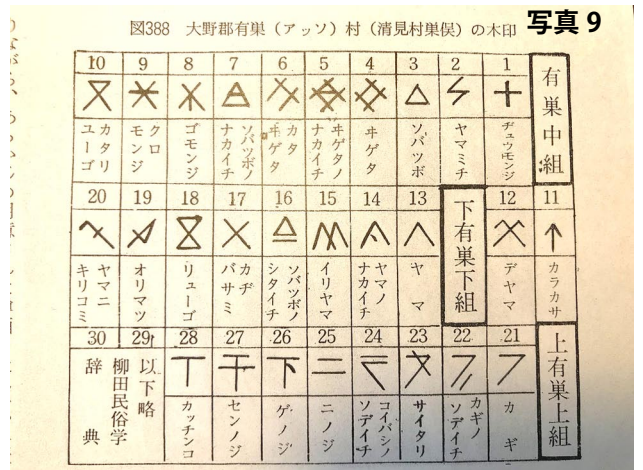 図388 大野郡有巣（アッソ）村（清見村巣俣）の木印
写真 9
有巣中組
1
ヂュウモンジ
2
ヤマミチ
3
ソバツボ
4
ヰゲタ
5
ヰゲタノ
ナカイチ
6
カタ
ヰゲタ
7
ソバツボノ
ナカイチ
8
ゴモンジ
9
クロ
モンジ
10
カタリ
ユーゴ
11
カラカサ
12
デヤマ
下有巣下組
13
ヤマ
14
ヤマノ
ナカイチ
15
イリヤマ
16
ソバツボノ
シタイチ
17
カヂ
バサミ
18
リューゴ
19
オリマツ
20
ヤマニ
キリコミ
上有巣上組
21
カギ
22
カギノ
ソデイチ
23
サイタリ
24
コイバシノ
ソデイチ
25
ニノジ
26
ゲノジ
27
センノジ
28
カッチンコ
29
以下略
柳田民俗学
30
辞典